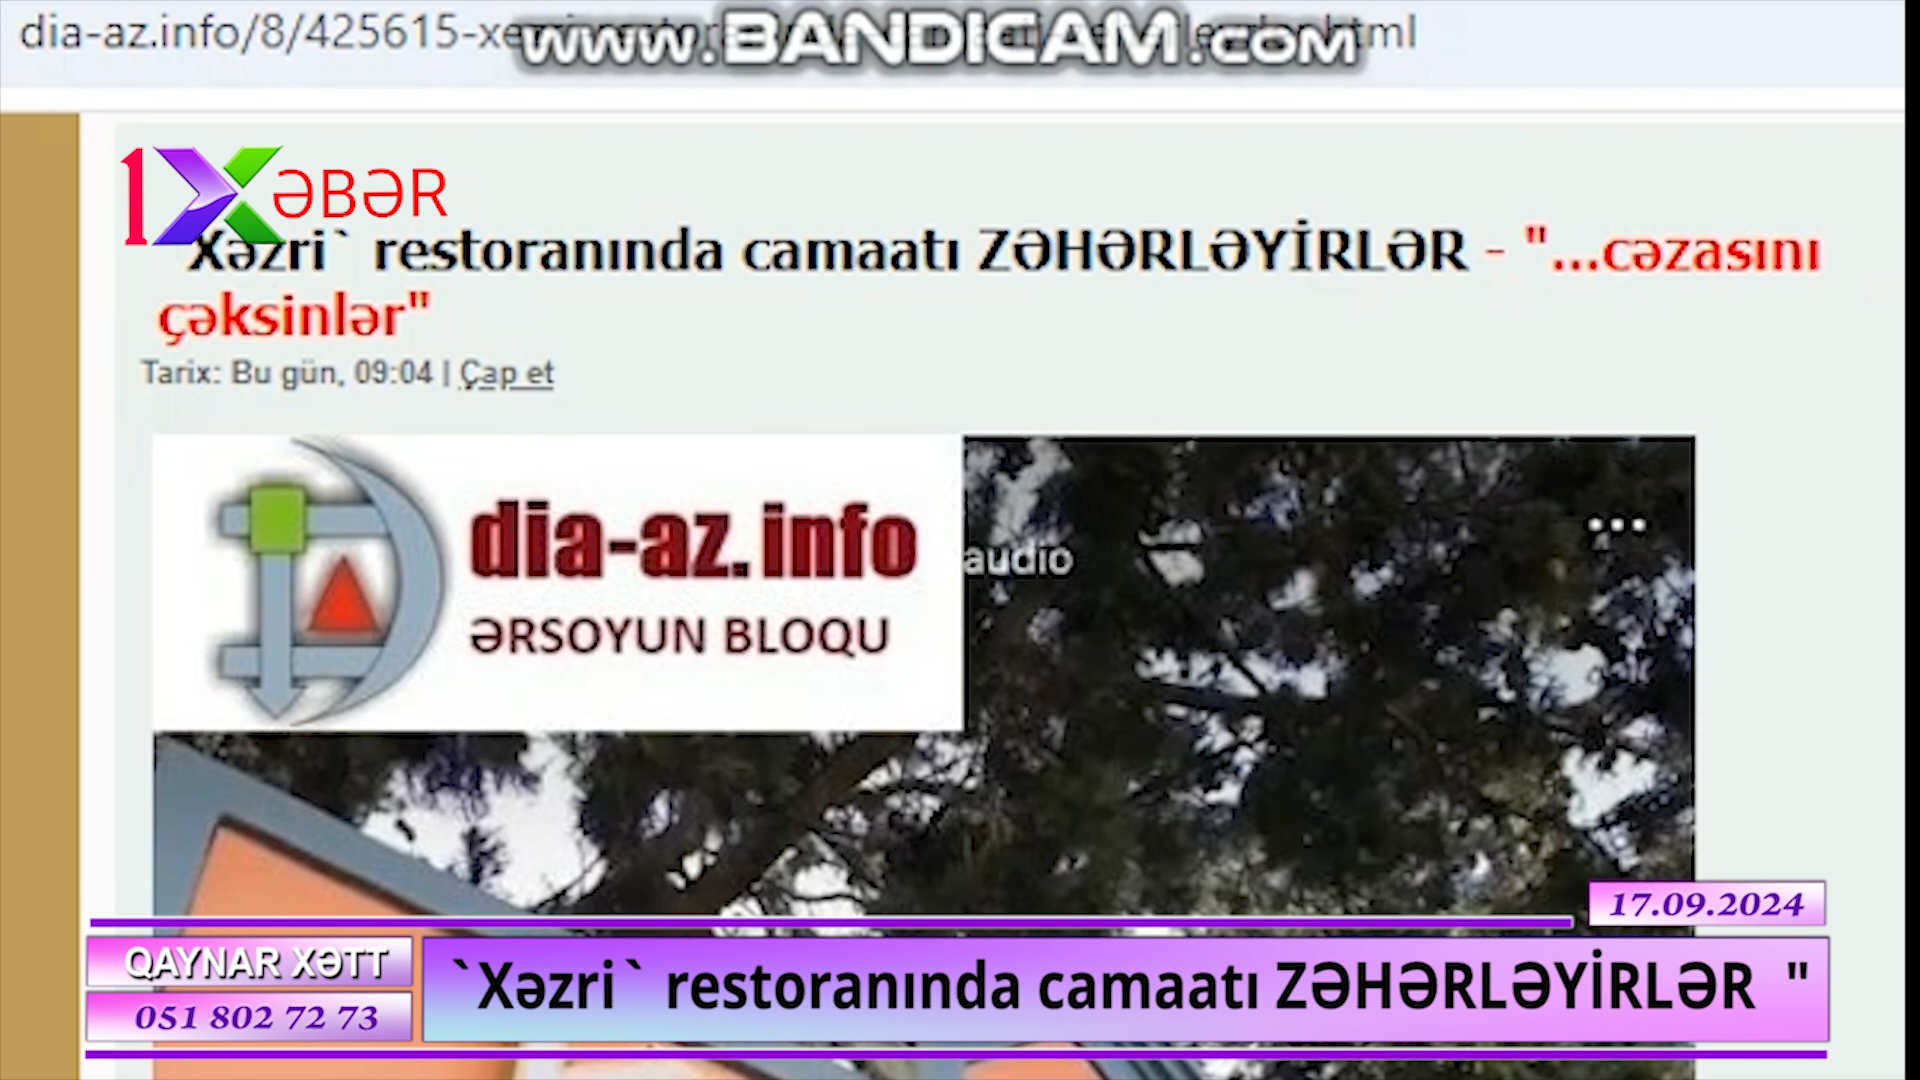 dia-az.info/8/425615-xezri
www.BANDICAM.com
1XƏBƏR
`Xəzri` restoranında camaatı ZƏHƏRLƏYİRLƏR - "...cəzasını
çəksinlər"
Tarix: Bu gün, 09:04 | Çap et
dia-az.info
ƏRSOYUN BLOQU
audio
17.09.2024
QAYNAR XƏTT
051 802 72 73
`Xəzri` restoranında camaatı ZƏHƏRLƏYİRLƏR "